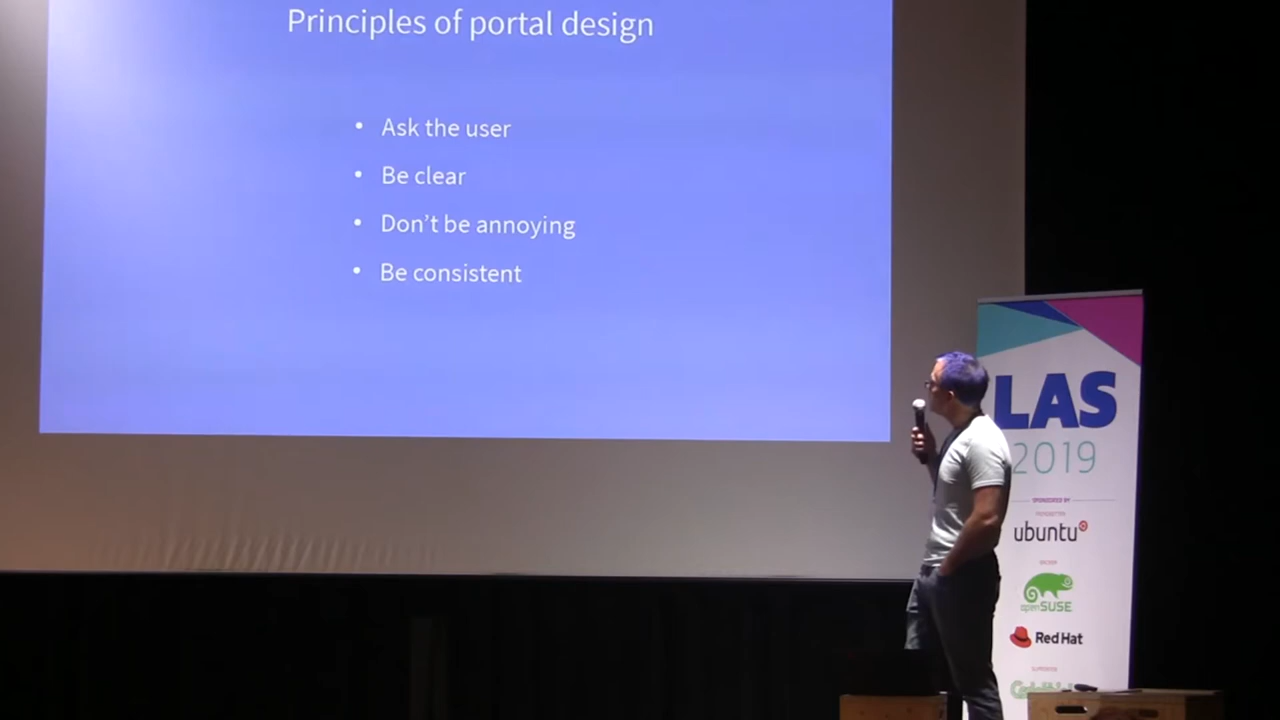 Principles of portal design
• Ask the user
• Be clear
• Don't be annoying
• Be consistent
LAS
2019
SPONSORED BY
ubuntu
openSUSE
Red Hat